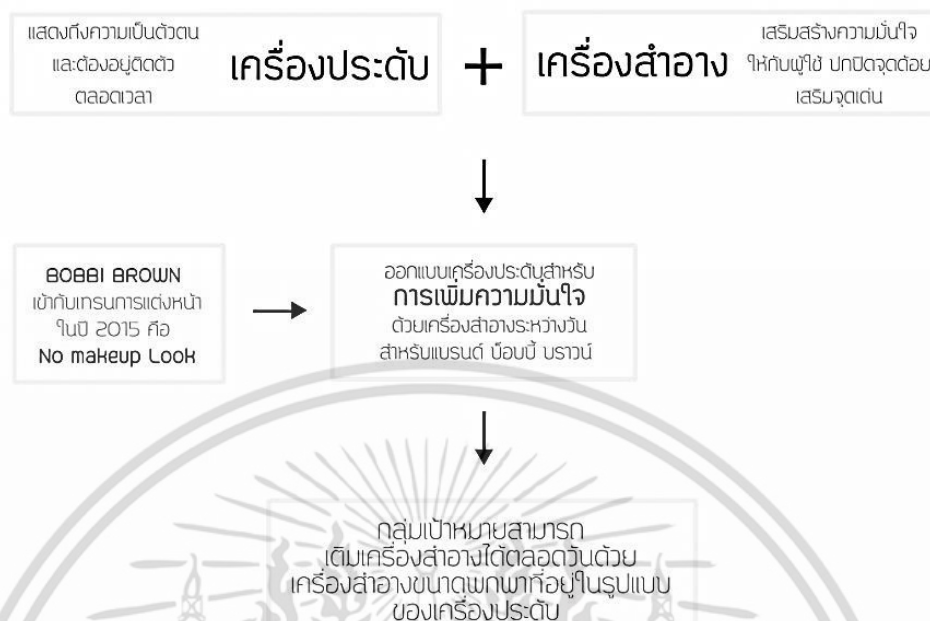 แสดงถึงความเป็นตัวตน
และต้องอยู่ติดตัว
ตลอดเวลา
เครื่องประดับ
+
เครื่องสำอาง
เสริมสร้างความมั่นใจ
ให้กับผู้ใช้ ปกปิดจุดด้อย
เสริมจุดเด่น
BOBBI BROWN
เข้ากับเทรนการแต่งหน้า
ในปี 2015 คือ
No makeup Look
ออกแบบเครื่องประดับสำหรับ
การเพิ่มความมั่นใจ
ด้วยเครื่องสำอางระหว่างวัน
สำหรับแบรนด์ บ็อบบี้ บราวน์
กลุ่มเป้าหมายสามารถ
เติมเครื่องสำอางได้ตลอดวันด้วย
เครื่องสำอางขนาดพกพาที่อยู่ในรูปแบบ
ของเครื่องประดับ